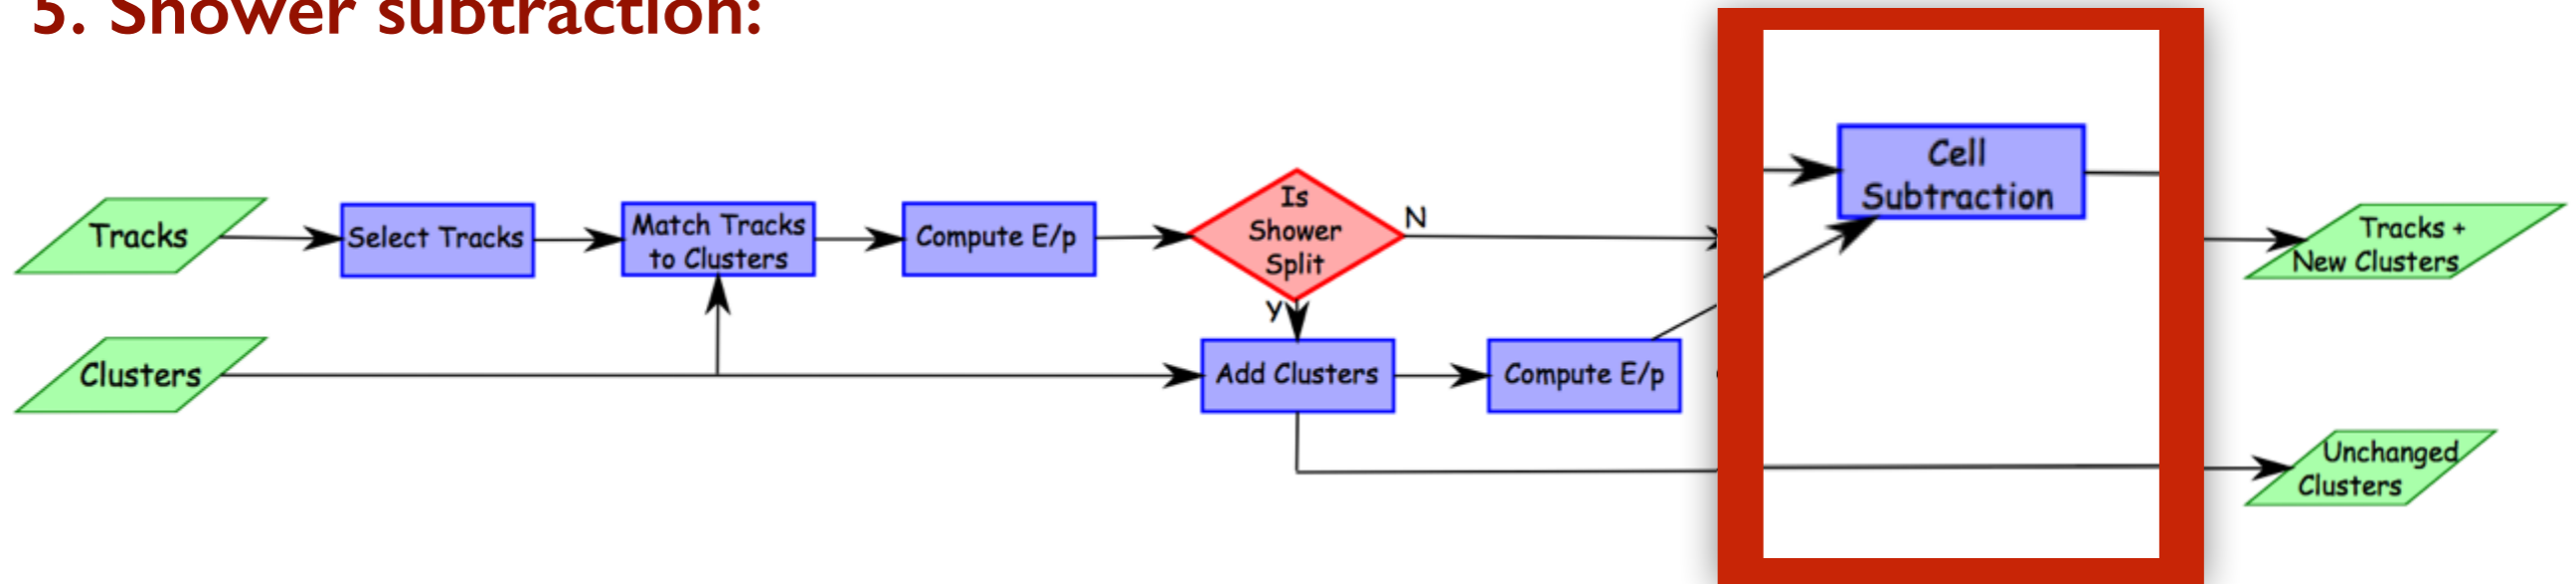 5. Shower subtraction:
Tracks
Select Tracks
Match Tracks
to Clusters
Compute E/p
Is
Shower
Split
N
Y
Cell
Subtraction
Tracks +
New Clusters
Clusters
Add Clusters
Compute E/p
Unchanged
Clusters